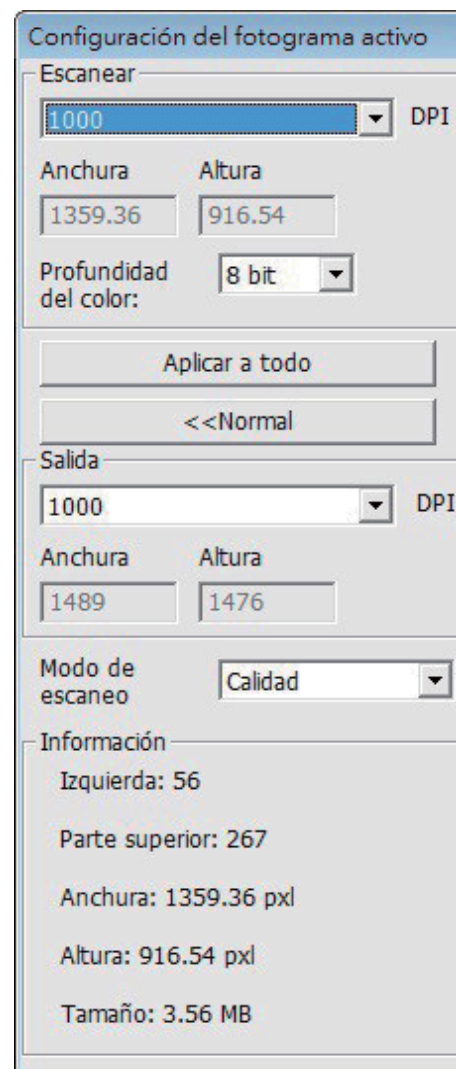 Configuración del fotograma activo
Escanear
1000 DPI
Anchura Altura
1359.36 916.54
Profundidad 8 bit
del color:
Aplicar a todo
<<Normal
Salida
1000 DPI
Anchura Altura
1489 1476
Modo de Calidad
escaneo
Información
Izquierda: 56
Parte superior: 267
Anchura: 1359.36 pxl
Altura: 916.54 pxl
Tamaño: 3.56 MB